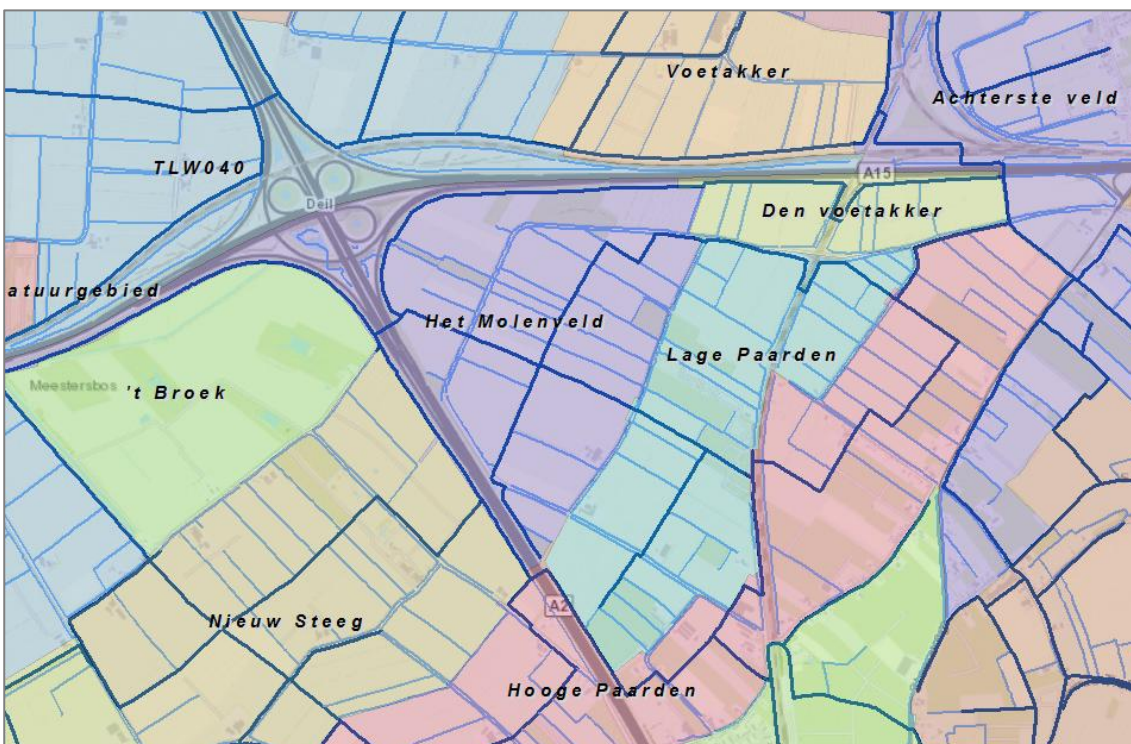 Voetakker
Achterste veld
TLW040
A15
Deil
Den voetakker
atuurgebied
Het Molenveld
Lage Paarden
Meestersbos
't Broek
A2
Nieuw Steeg
Hooge Paarden